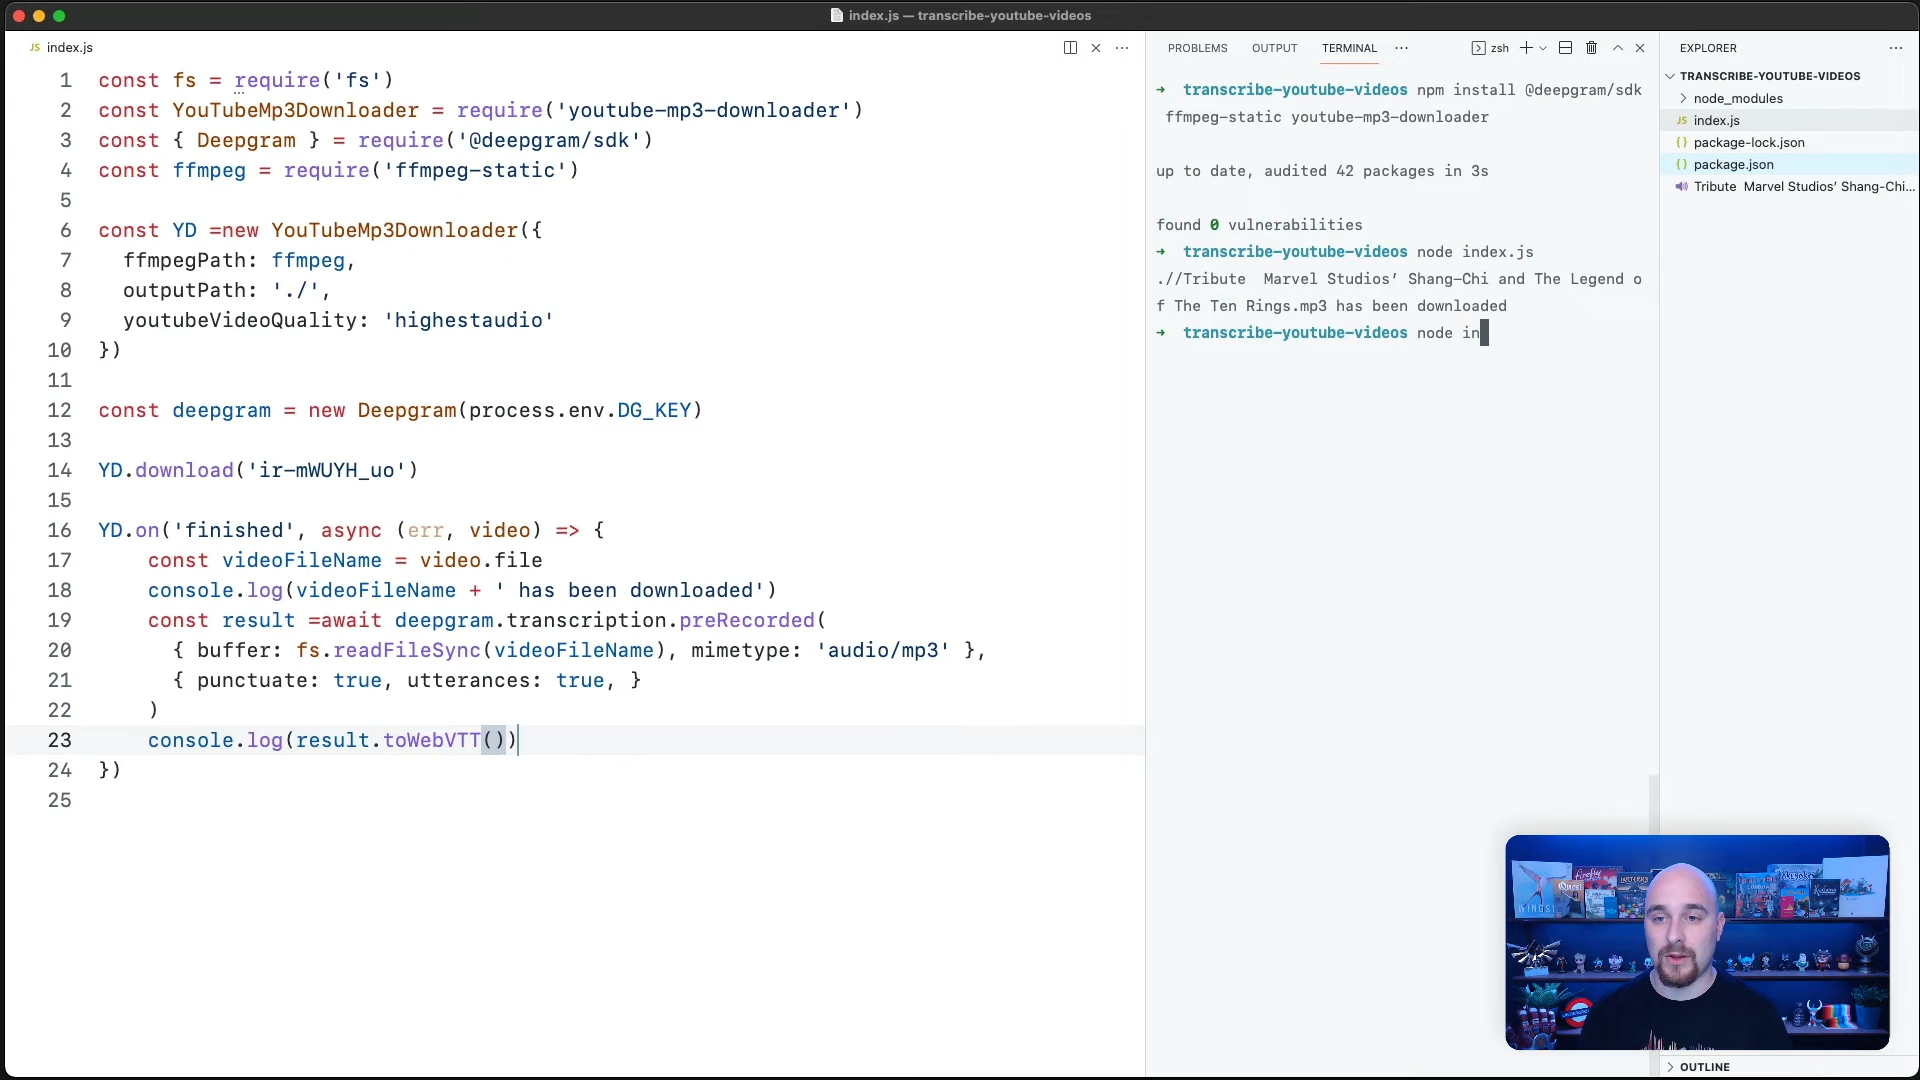 index.js — transcribe-youtube-videos
JS index.js
1 const fs = require('fs')
2 const YouTubeMp3Downloader = require('youtube-mp3-downloader')
3 const { Deepgram } = require('@deepgram/sdk')
4 const ffmpeg = require('ffmpeg-static')
5
6 const YD =new YouTubeMp3Downloader({
7 ffmpegPath: ffmpeg,
8 outputPath: './',
9 youtubeVideoQuality: 'highestaudio'
10 })
11
12 const deepgram = new Deepgram(process.env.DG_KEY)
13
14 YD.download('ir-mWUYH_uo')
15
16 YD.on('finished', async (err, video) => {
17 const videoFileName = video.file
18 console.log(videoFileName + ' has been downloaded')
19 const result =await deepgram.transcription.preRecorded(
20 { buffer: fs.readFileSync(videoFileName), mimetype: 'audio/mp3' },
21 { punctuate: true, utterances: true, }
22 )
23 console.log(result.toWebVTT())
24 })
25
PROBLEMS OUTPUT TERMINAL ··· zsh
→ transcribe-youtube-videos npm install @deepgram/sdk
ffmpeg-static youtube-mp3-downloader
up to date, audited 42 packages in 3s
found 0 vulnerabilities
→ transcribe-youtube-videos node index.js
.//Tribute  Marvel Studios’ Shang-Chi and The Legend o
f The Ten Rings.mp3 has been downloaded
→ transcribe-youtube-videos node in
EXPLORER
TRANSCRIBE-YOUTUBE-VIDEOS
node_modules
JS index.js
{} package-lock.json
{} package.json
Tribute  Marvel Studios’ Shang-Chi...
OUTLINE
WINGS
firefly
Quest